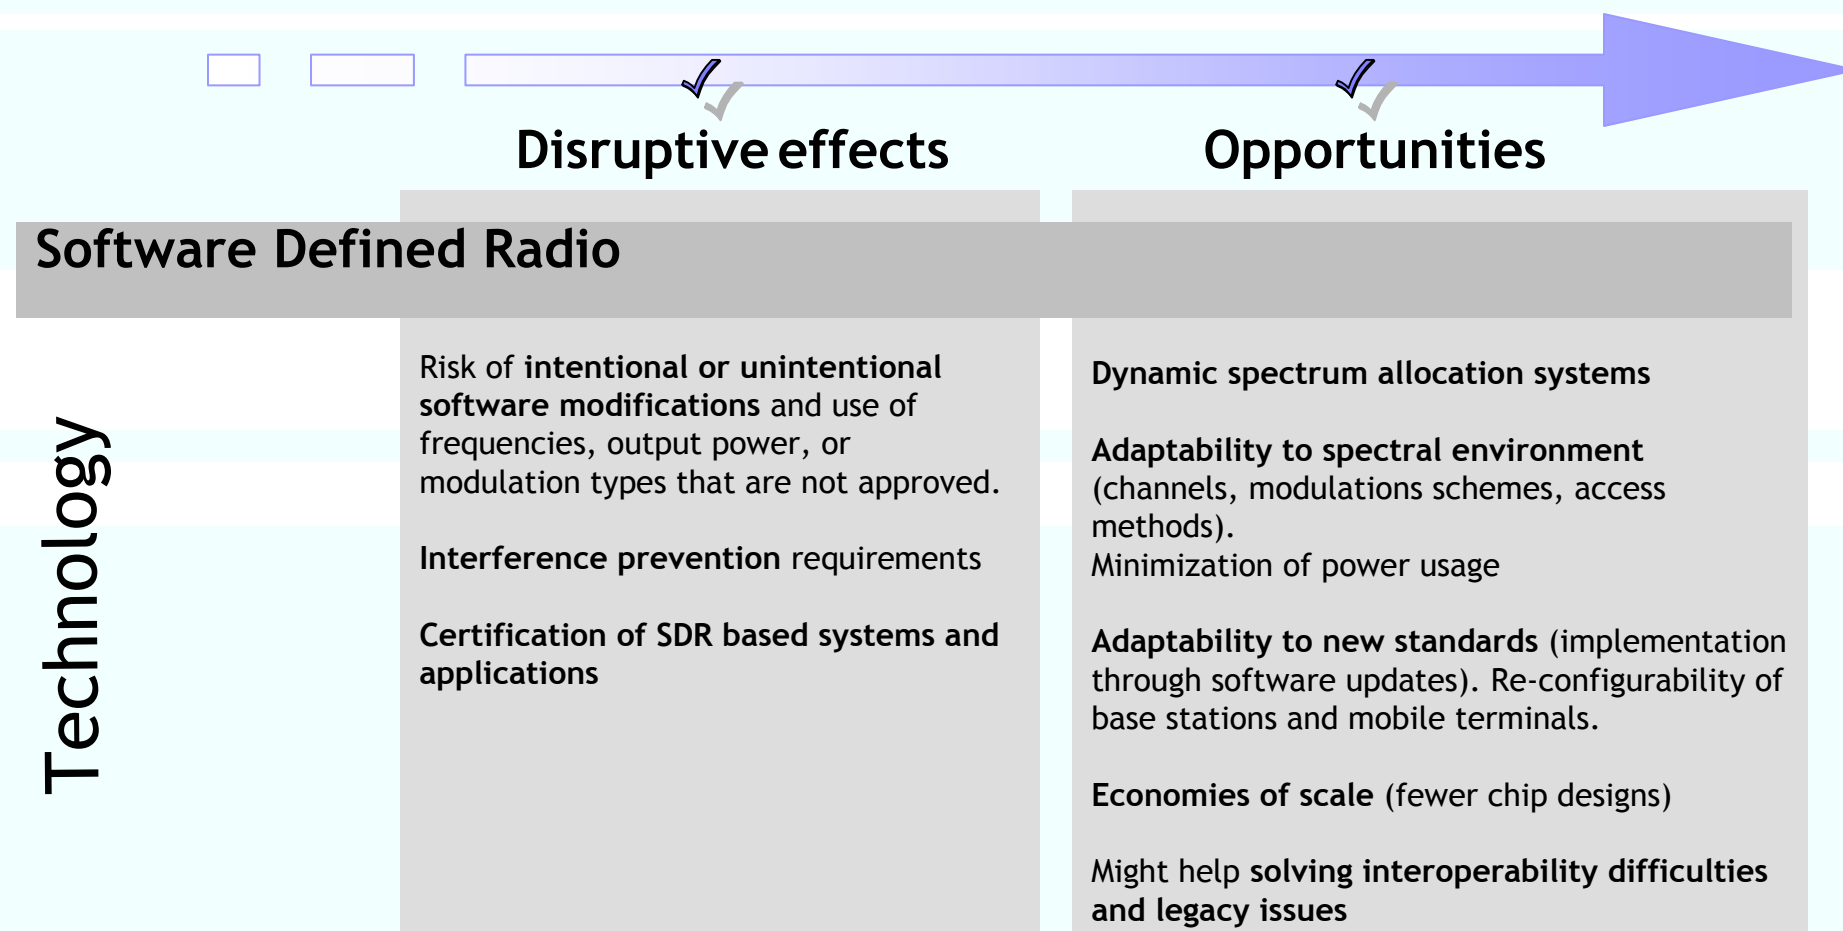 Disruptive effects
Opportunities
Software Defined Radio
Technology
Risk of intentional or unintentional
software modifications and use of
frequencies, output power, or
modulation types that are not approved.
Interference prevention requirements
Certification of SDR based systems and
applications
Dynamic spectrum allocation systems
Adaptability to spectral environment
(channels, modulations schemes, access
methods).
Minimization of power usage
Adaptability to new standards (implementation
through software updates). Re-configurability of
base stations and mobile terminals.
Economies of scale (fewer chip designs)
Might help solving interoperability difficulties
and legacy issues